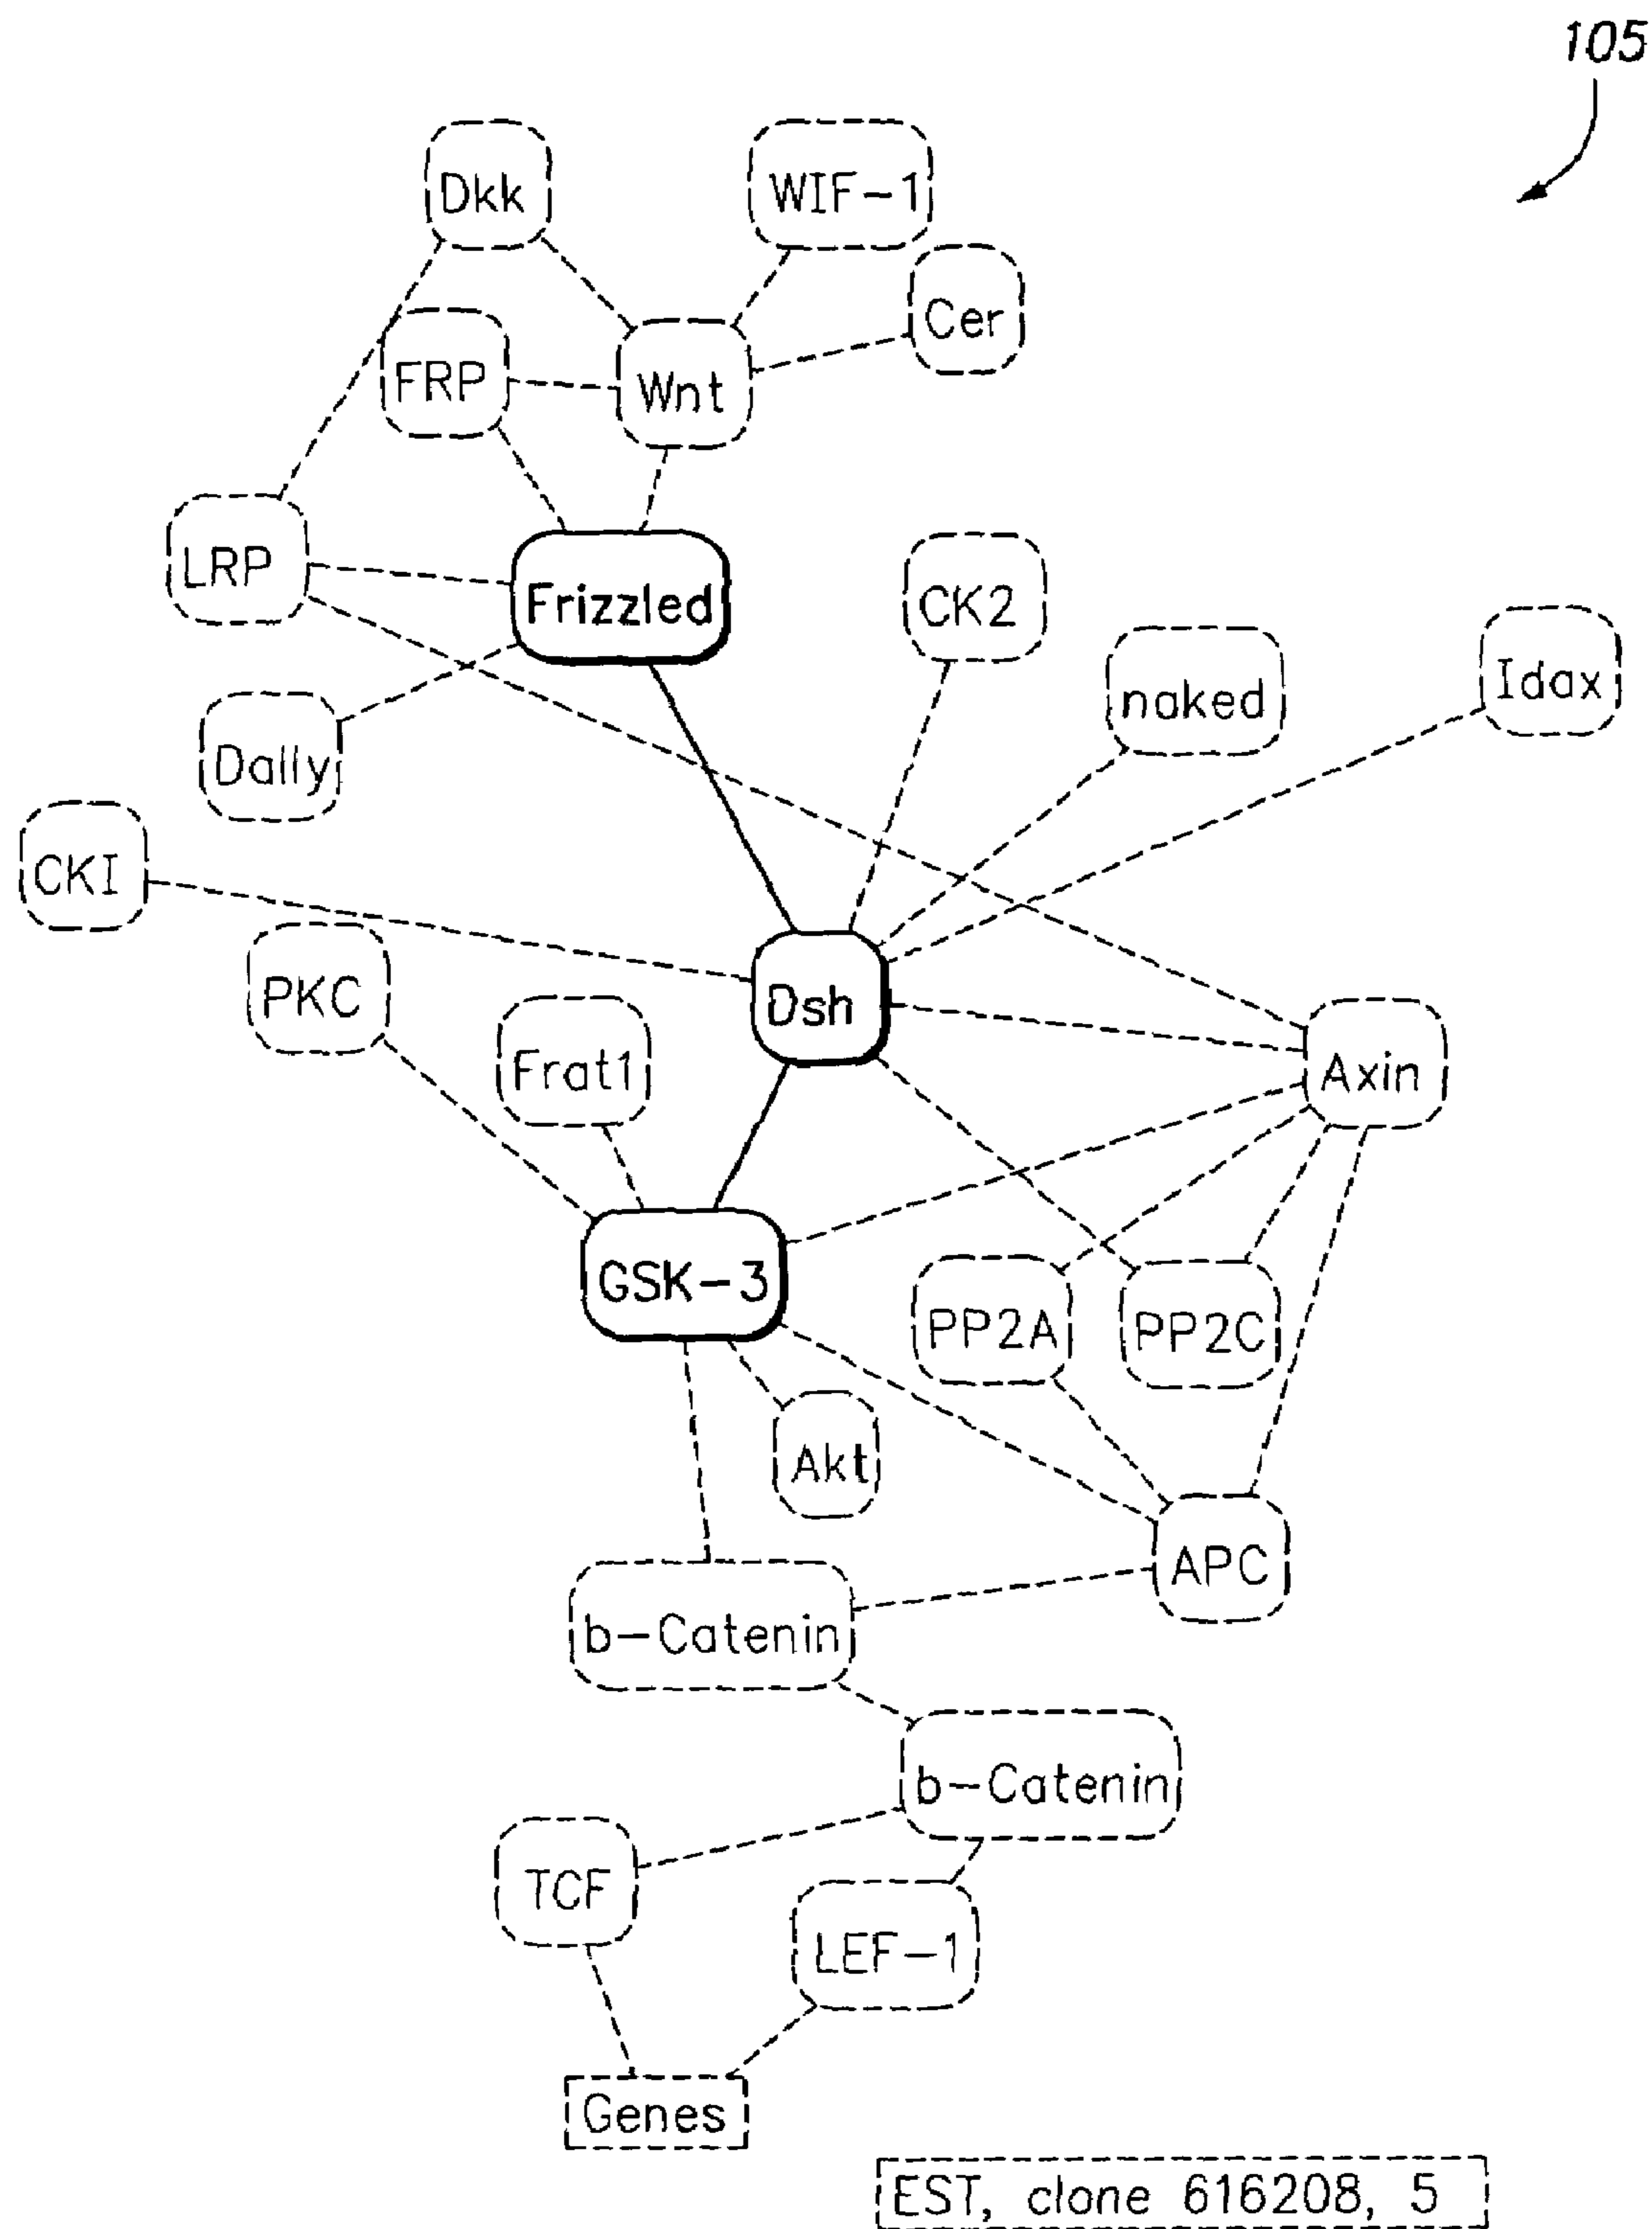 105
Dkk
WIF-1
Cer
FRP
Wnt
LRP
Frizzled
CK2
naked
Idax
Dally
CKI
PKC
Dsh
Frat1
Axin
GSK-3
PP2A
PP2C
Akt
APC
b-Catenin
b-Catenin
TCF
LEF-1
Genes
EST, clone 616208, 5